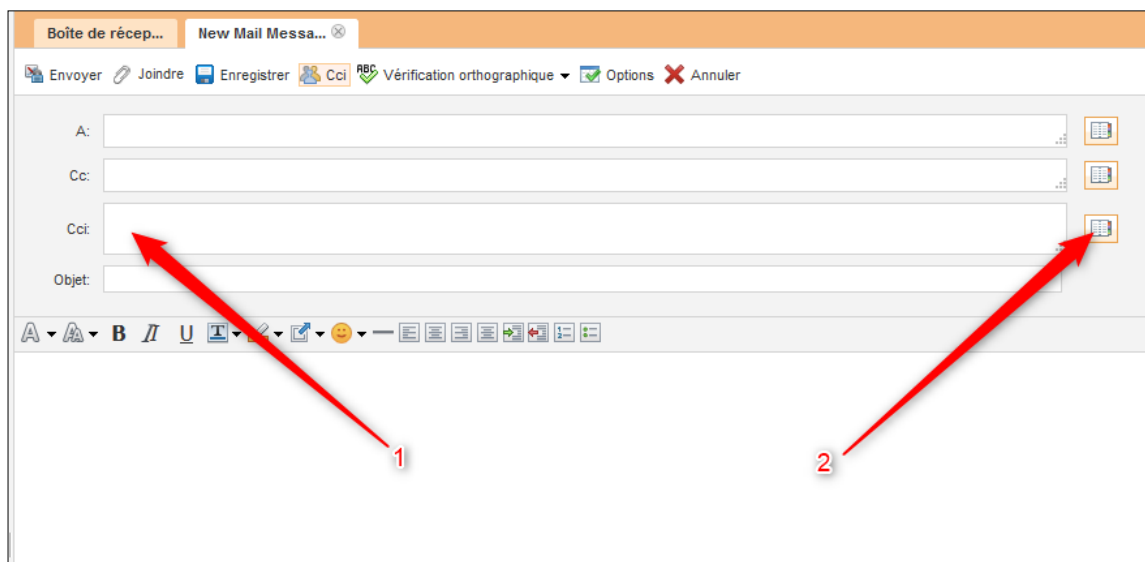 Boîte de récep... New Mail Messa...
Envoyer Joindre Enregistrer Cci ABC Vérification orthographique Options Annuler
A:
Cc:
Cci:
Objet:
A A B I U T
1
2